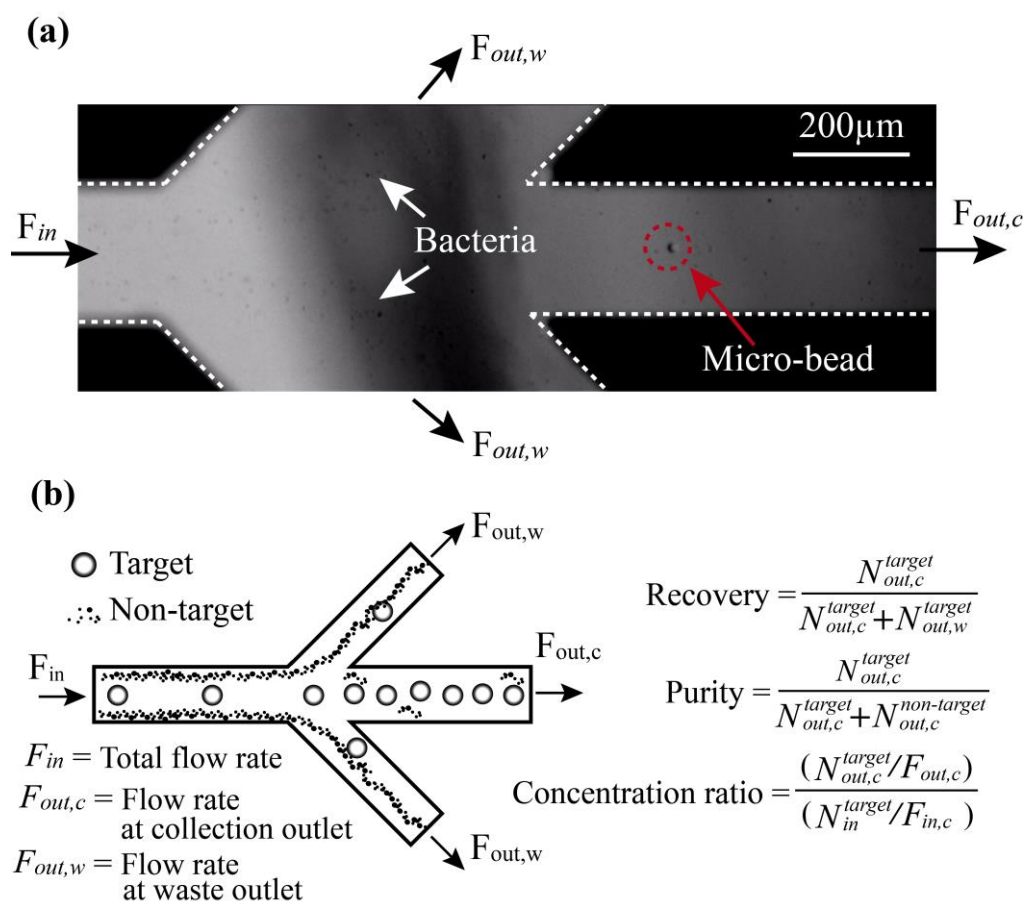 (a)
F_out,w
200μm
F_in
Bacteria
F_out,c
Micro-bead
F_out,w
(b)
Target
Non-target
F_out,w
F_in
F_out,c
F_in = Total flow rate
F_out,c = Flow rate
at collection outlet
F_out,w = Flow rate
at waste outlet
F_out,w
Recovery = N_out,c^target / N_out,c^target + N_out,w^target
Purity = N_out,c^target / N_out,c^target + N_out,c^non-target
Concentration ratio = (N_out,c^target/F_out,c) / (N_in^target/F_in,c)